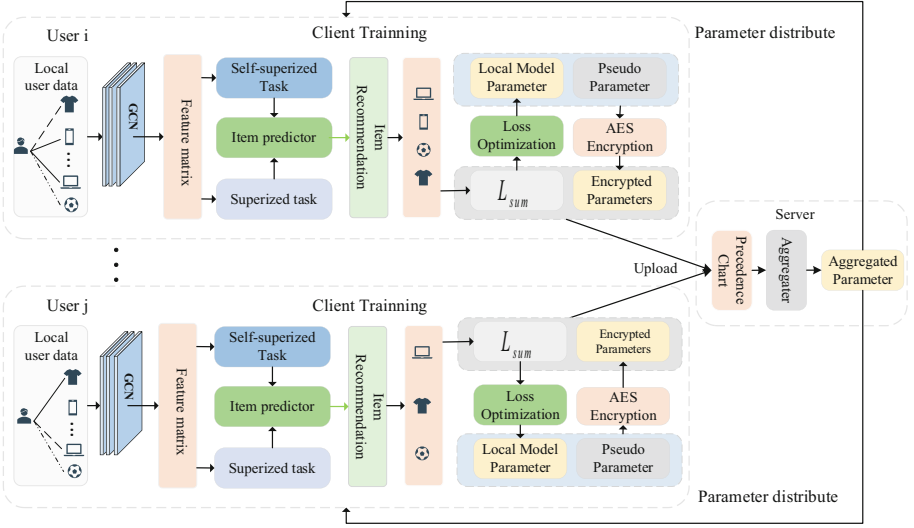 User i
Client Trainning
Parameter distribute
Local
user data
GCN
Feature matrix
Self-superized
Task
Item predictor
Superized task
Item
Recommendation
Local Model
Parameter
Pseudo
Parameter
Loss
Optimization
AES
Encryption
L sum
Encrypted
Parameters
Upload
Server
Precedence
Chart
Aggregater
Aggregated
Parameter
User j
Client Trainning
Local
user data
GCN
Feature matrix
Self-superized
Task
Item predictor
Superized task
Item
Recommendation
L sum
Encrypted
Parameters
Loss
Optimization
AES
Encryption
Local Model
Parameter
Pseudo
Parameter
Parameter distribute